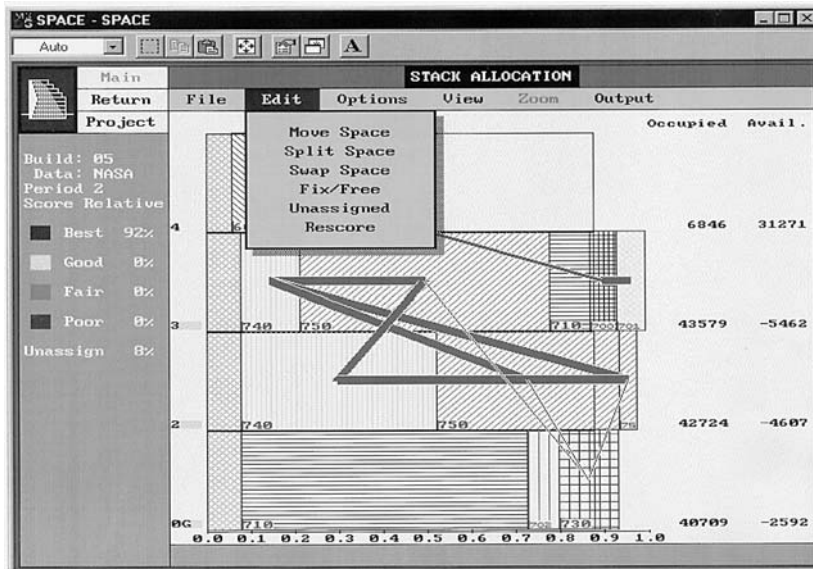 SPACE - SPACE
Auto
A
Main
Return
Project
STACK ALLOCATION
File Edit Options View Zoom Output
Move Space
Split Space
Swap Space
Fix/Free
Unassigned
Rescore
Build: 05
Data: NASA
Period 2
Score Relative
Best 92%
Good 0%
Fair 0%
Poor 0%
Unassign 8%
Occupied Avail.
4 6846 31271
3 740 750 710 700 701 43579 -5462
2 740 750 75 42724 -4607
0G 710 702 730 40709 -2592
0.0 0.1 0.2 0.3 0.4 0.5 0.6 0.7 0.8 0.9 1.0